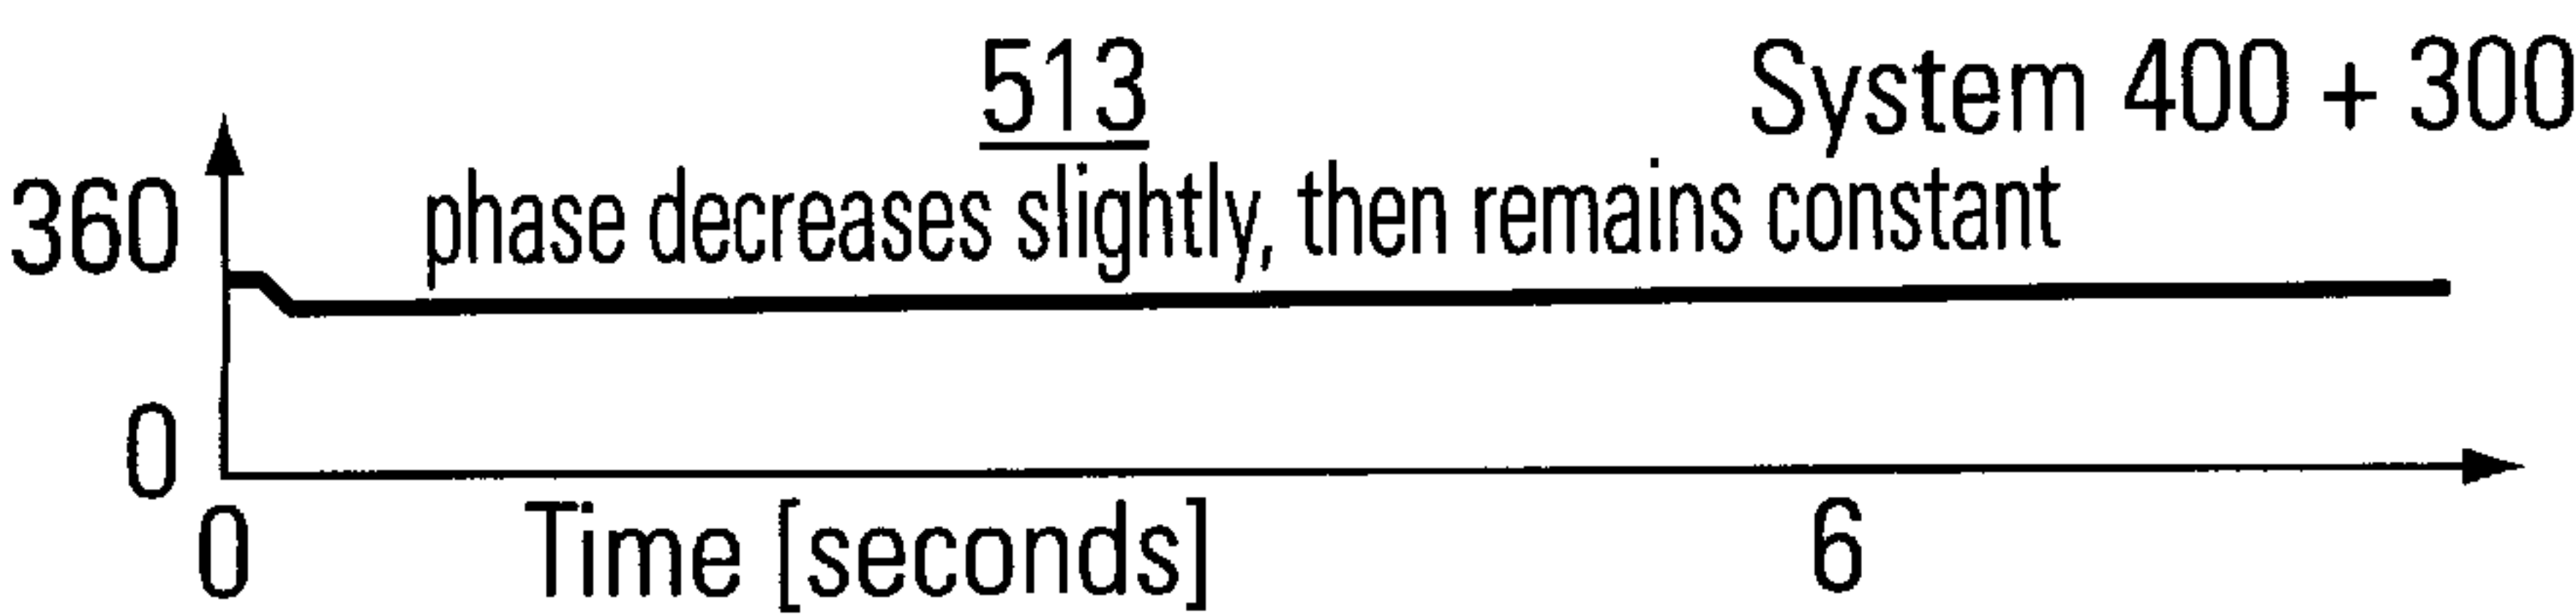 513
System 400 + 300
360
phase decreases slightly, then remains constant
0
0
Time [seconds]
6